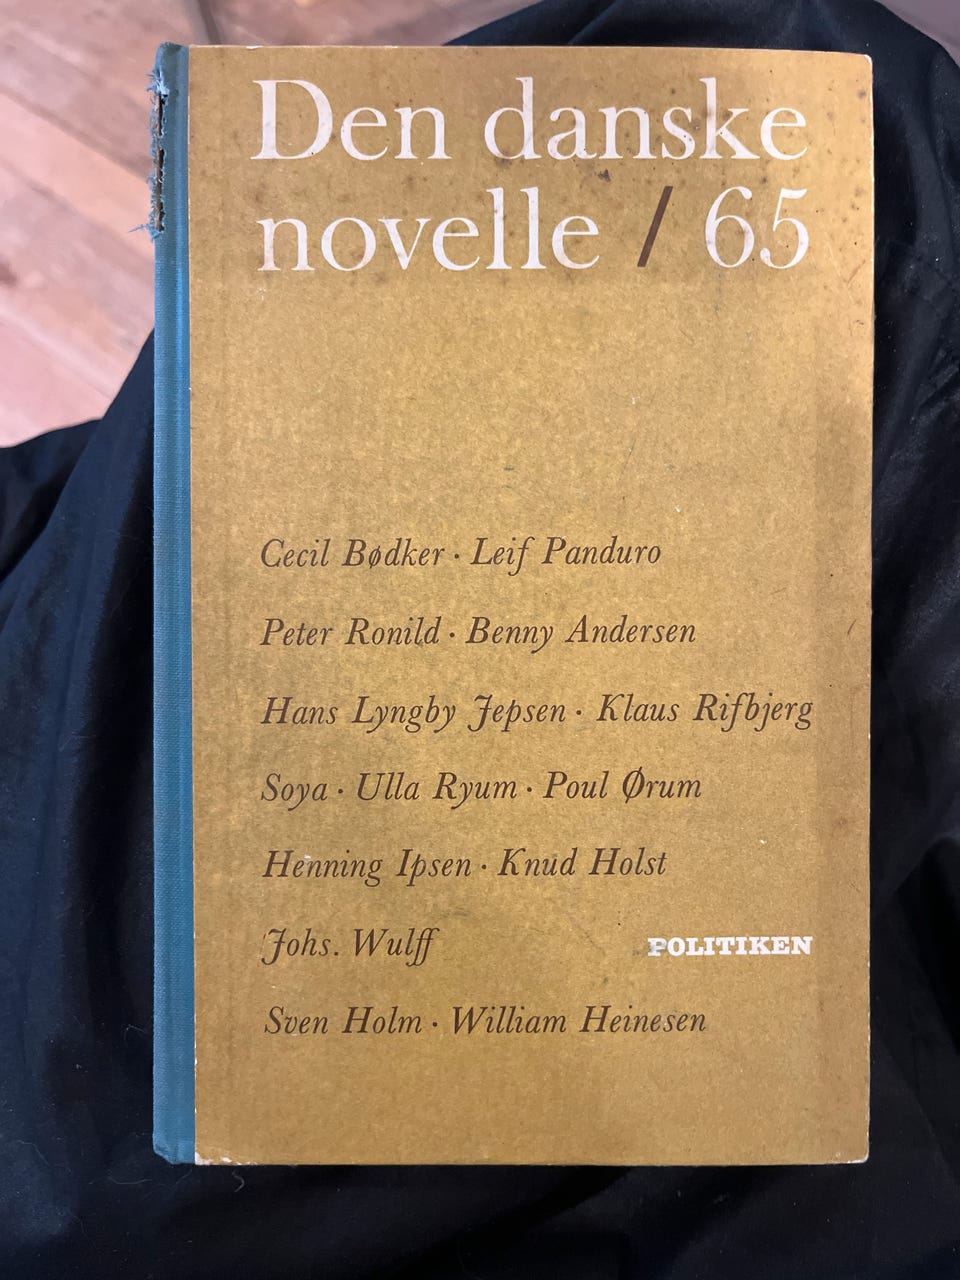 Den danske
novelle / 65
Cecil Bødker · Leif Panduro
Peter Ronild · Benny Andersen
Hans Lyngby Jepsen · Klaus Rifbjerg
Soya · Ulla Ryum · Poul Ørum
Henning Ipsen · Knud Holst
Johs. Wulff
POLITIKEN
Sven Holm · William Heinesen